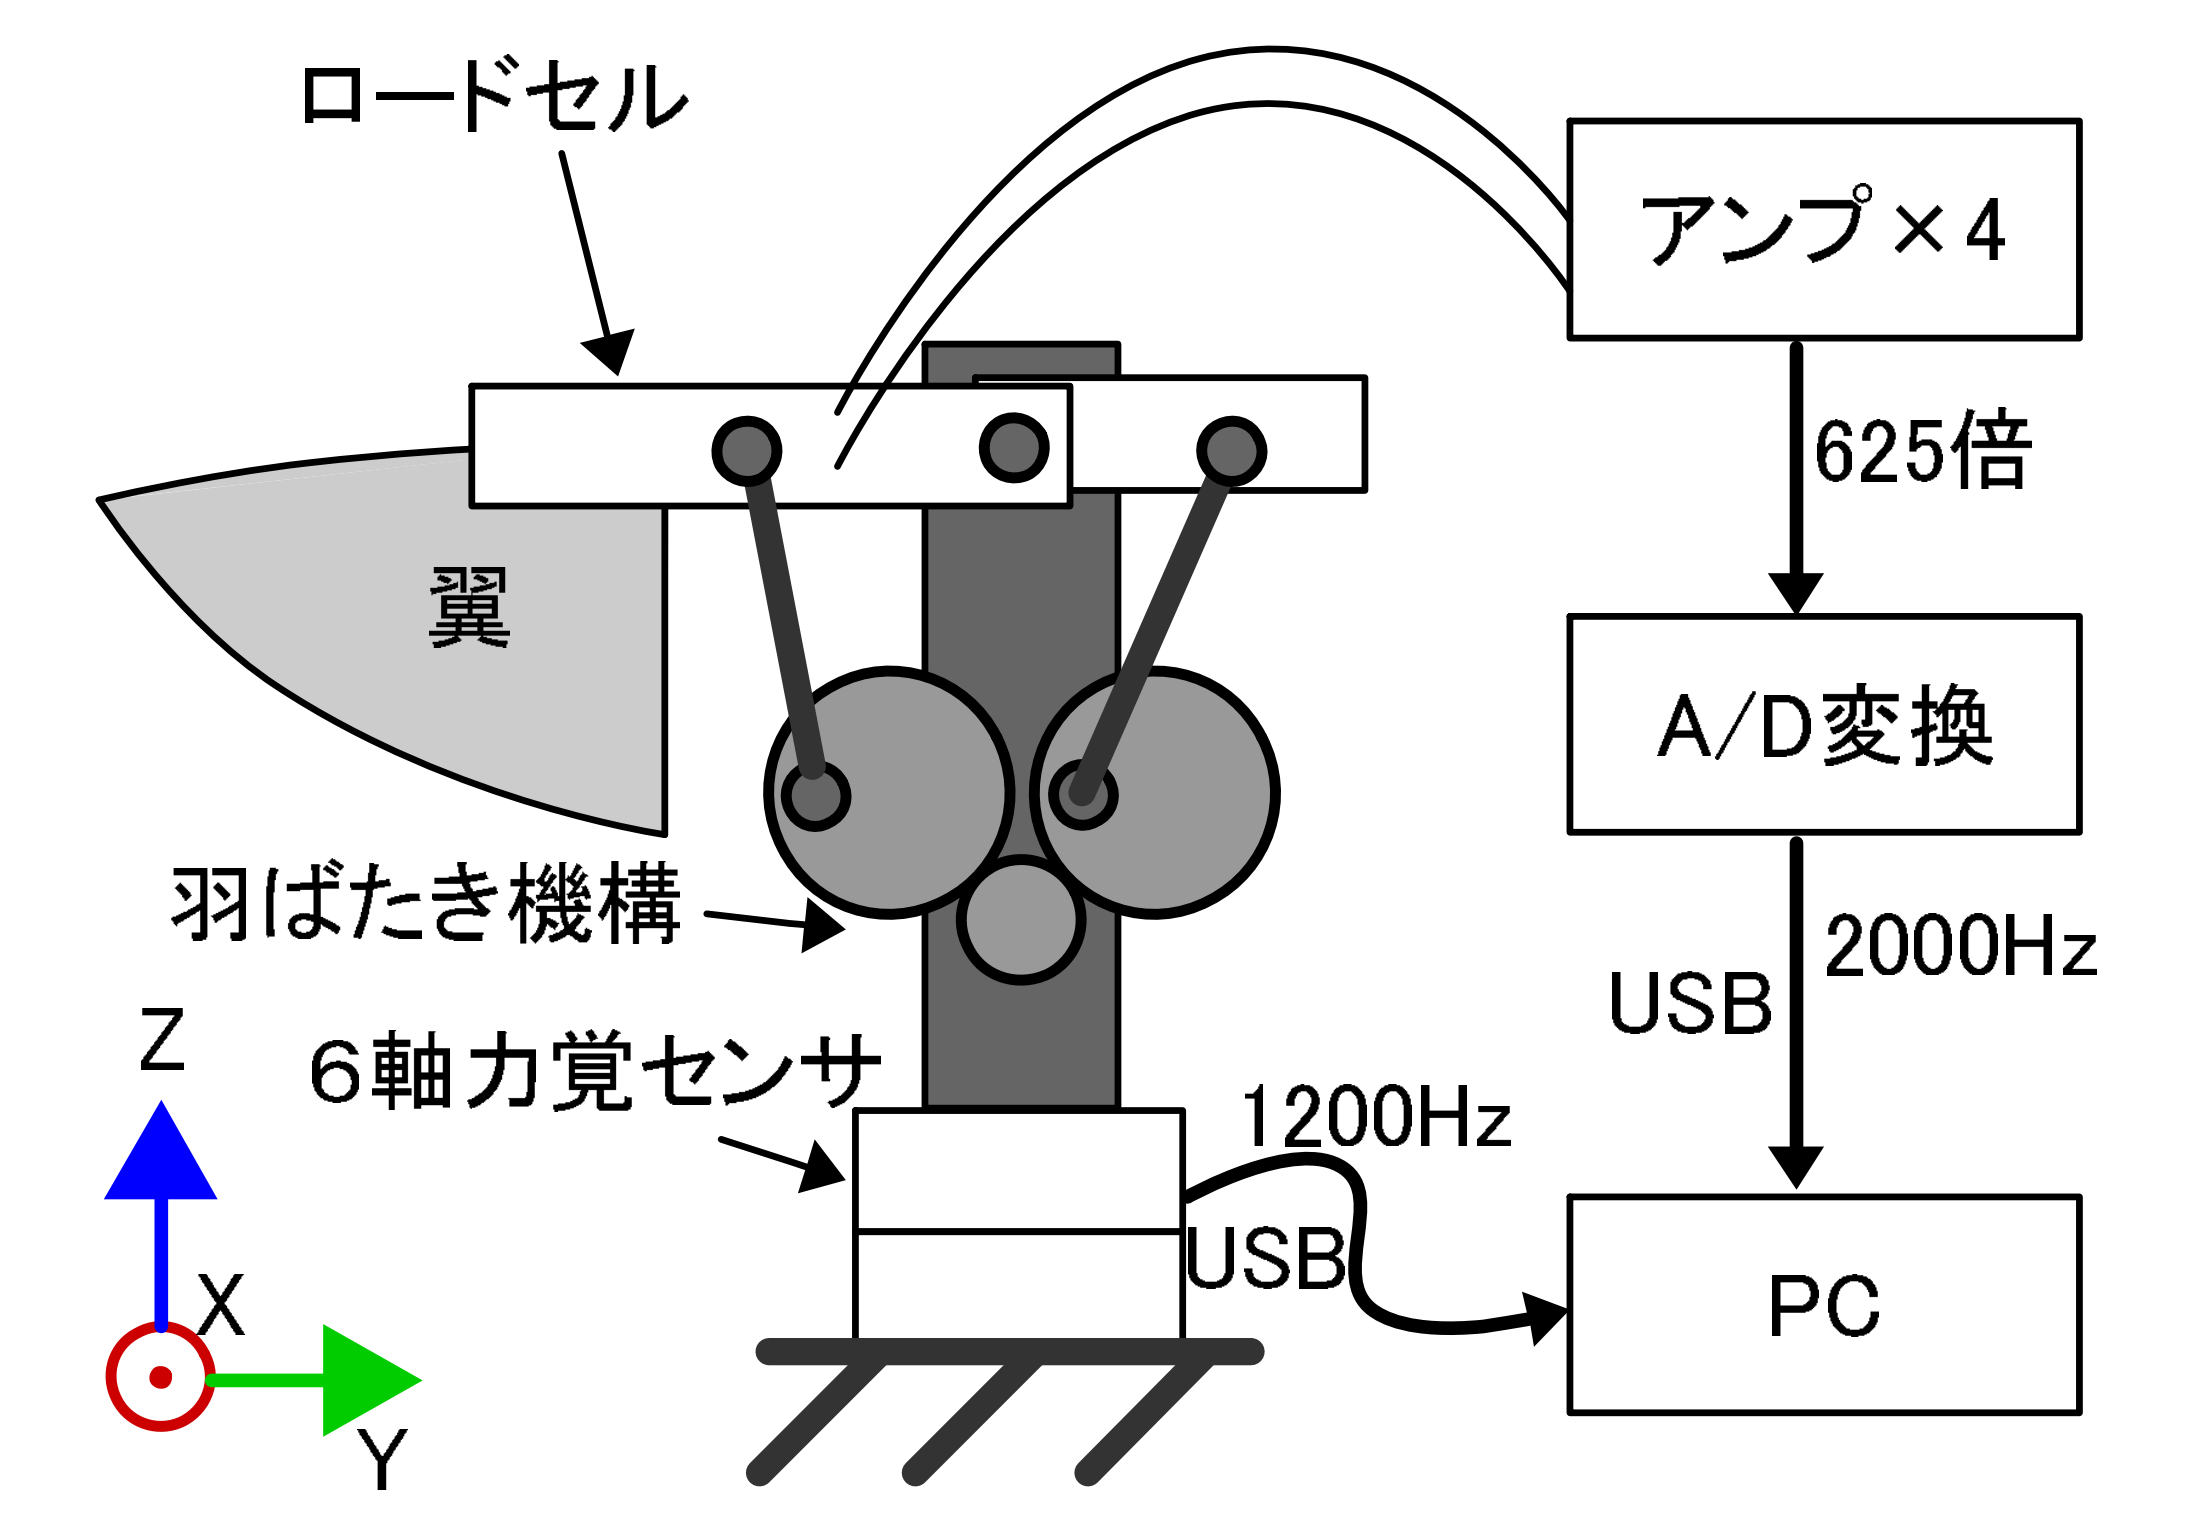 ロードセル
アンプ×4
625倍
翼
A/D変換
羽ばたき機構
2000Hz
USB
Z
６軸力覚センサ
1200Hz
USB
X
PC
Y